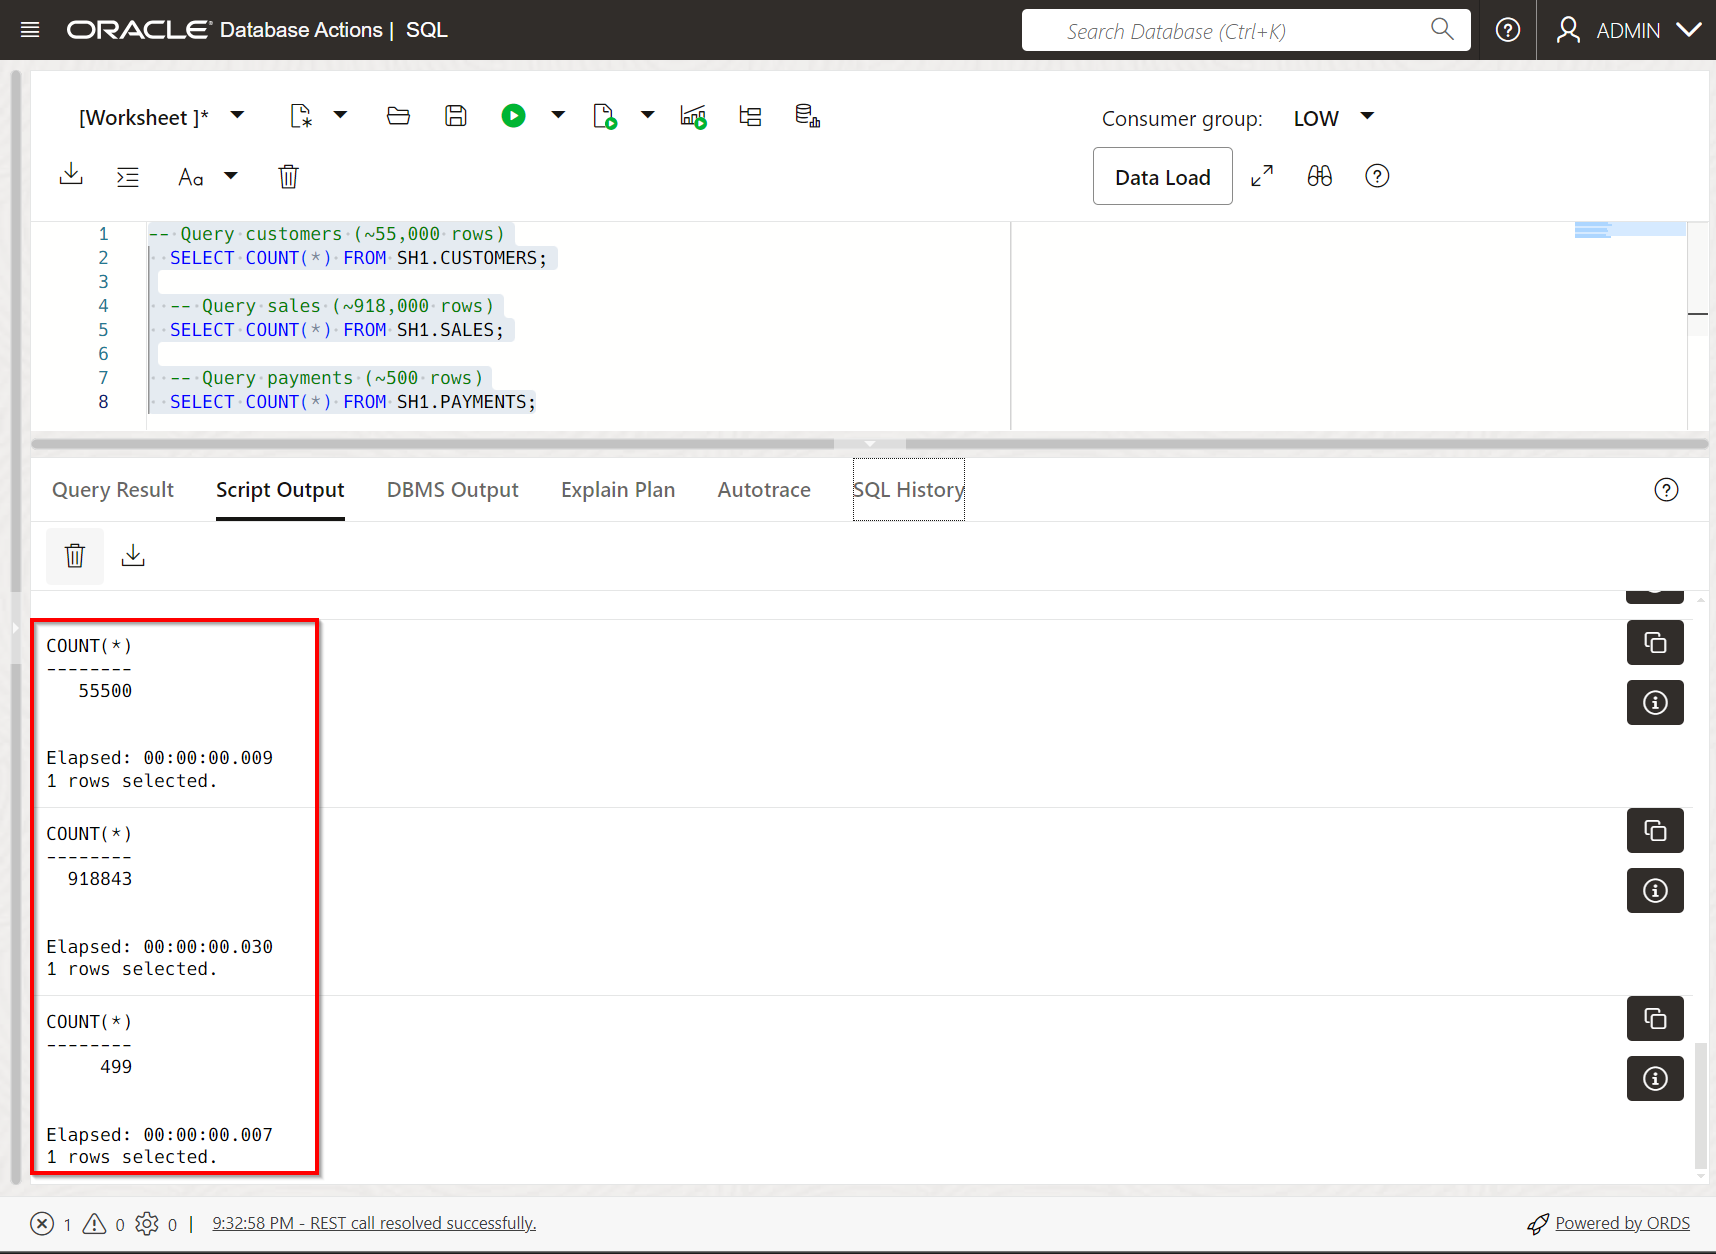 ORACLE Database Actions | SQL
Search Database (Ctrl+K)
ADMIN
[Worksheet ]*
Consumer group: LOW
Aa
Data Load
1 -- Query customers (~55,000 rows)
2 SELECT COUNT(*) FROM SH1.CUSTOMERS;
3
4 -- Query sales (~918,000 rows)
5 SELECT COUNT(*) FROM SH1.SALES;
6
7 -- Query payments (~500 rows)
8 SELECT COUNT(*) FROM SH1.PAYMENTS;
Query Result Script Output DBMS Output Explain Plan Autotrace SQL History
COUNT(*)
--------
55500
Elapsed: 00:00:00.009
1 rows selected.
COUNT(*)
--------
918843
Elapsed: 00:00:00.030
1 rows selected.
COUNT(*)
--------
499
Elapsed: 00:00:00.007
1 rows selected.
1 0 0 | 9:32:58 PM - REST call resolved successfully.
Powered by ORDS